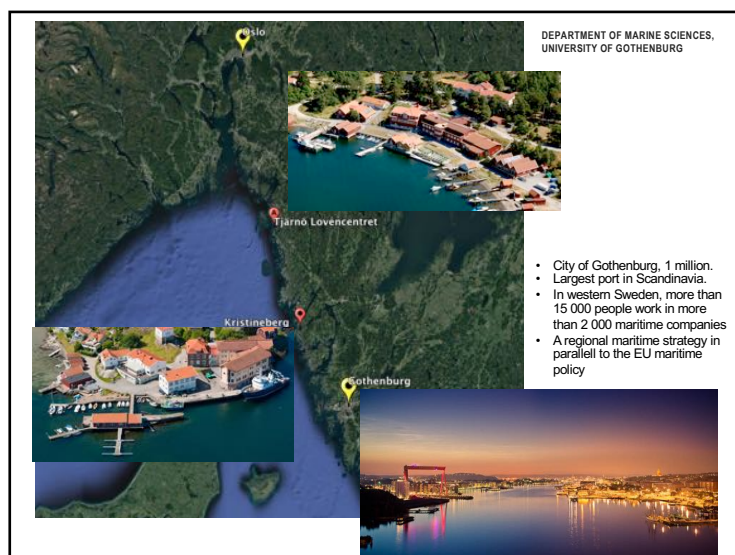 DEPARTMENT OF MARINE SCIENCES,
UNIVERSITY OF GOTHENBURG
Oslo
Tjärnö Lovencentret
Kristineberg
Gothenburg
• City of Gothenburg, 1 million.
• Largest port in Scandinavia.
• In western Sweden, more than
15 000 people work in more
than 2 000 maritime companies
• A regional maritime strategy in
parallell to the EU maritime
policy